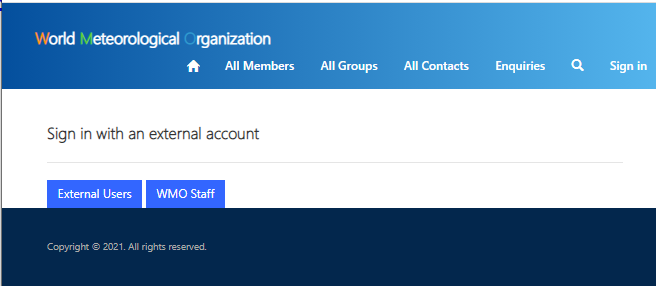 World Meteorological Organization
All Members All Groups All Contacts Enquiries Sign in
Sign in with an external account
External Users WMO Staff
Copyright © 2021. All rights reserved.